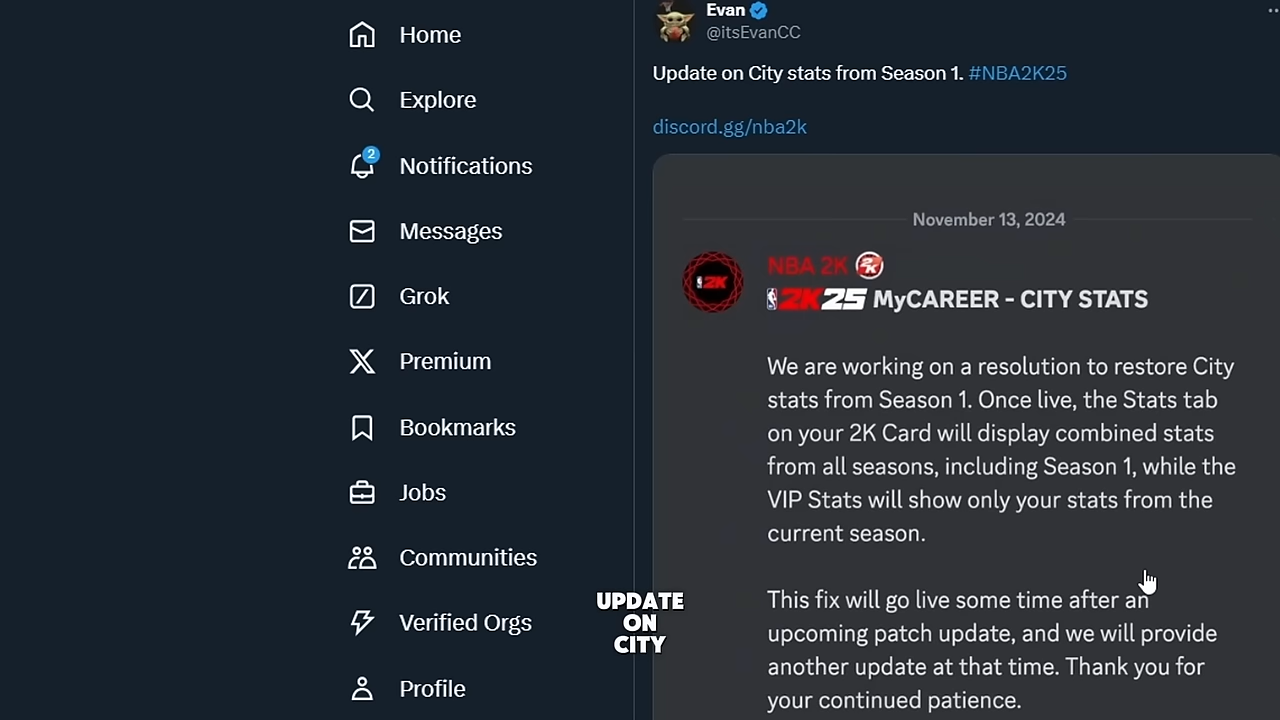 Home
Explore
2
Notifications
Messages
Grok
Premium
Bookmarks
Jobs
Communities
Verified Orgs
Profile
Evan
@itsEvanCC
Update on City stats from Season 1. #NBA2K25
discord.gg/nba2k
November 13, 2024
2K
NBA 2K 2K
2K25 MyCAREER - CITY STATS
We are working on a resolution to restore City
stats from Season 1. Once live, the Stats tab
on your 2K Card will display combined stats
from all seasons, including Season 1, while the
VIP Stats will show only your stats from the
current season.
This fix will go live some time after an
upcoming patch update, and we will provide
another update at that time. Thank you for
your continued patience.
UPDATE
ON
CITY